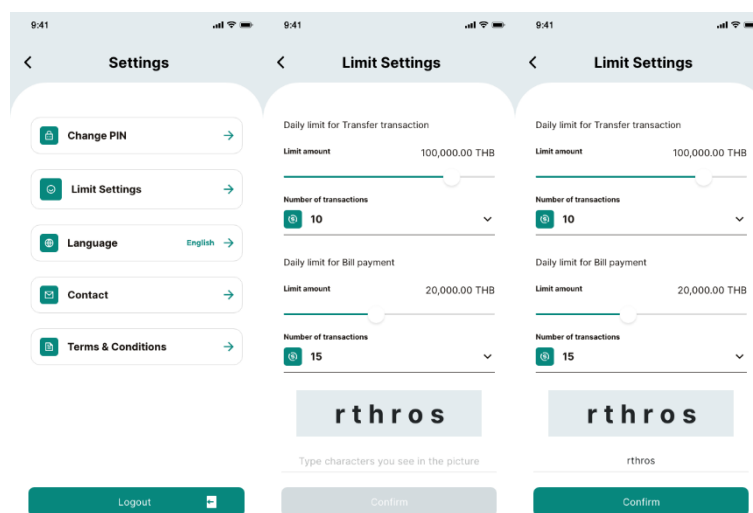 9:41
Settings
Change PIN
Limit Settings
Language English
Contact
Terms & Conditions
Logout
9:41
Limit Settings
Daily limit for Transfer transaction
Limit amount 100,000.00 THB
Number of transactions
10
Daily limit for Bill payment
Limit amount 20,000.00 THB
Number of transactions
15
rthros
Type characters you see in the picture
Confirm
9:41
Limit Settings
Daily limit for Transfer transaction
Limit amount 100,000.00 THB
Number of transactions
10
Daily limit for Bill payment
Limit amount 20,000.00 THB
Number of transactions
15
rthros
rthros
Confirm